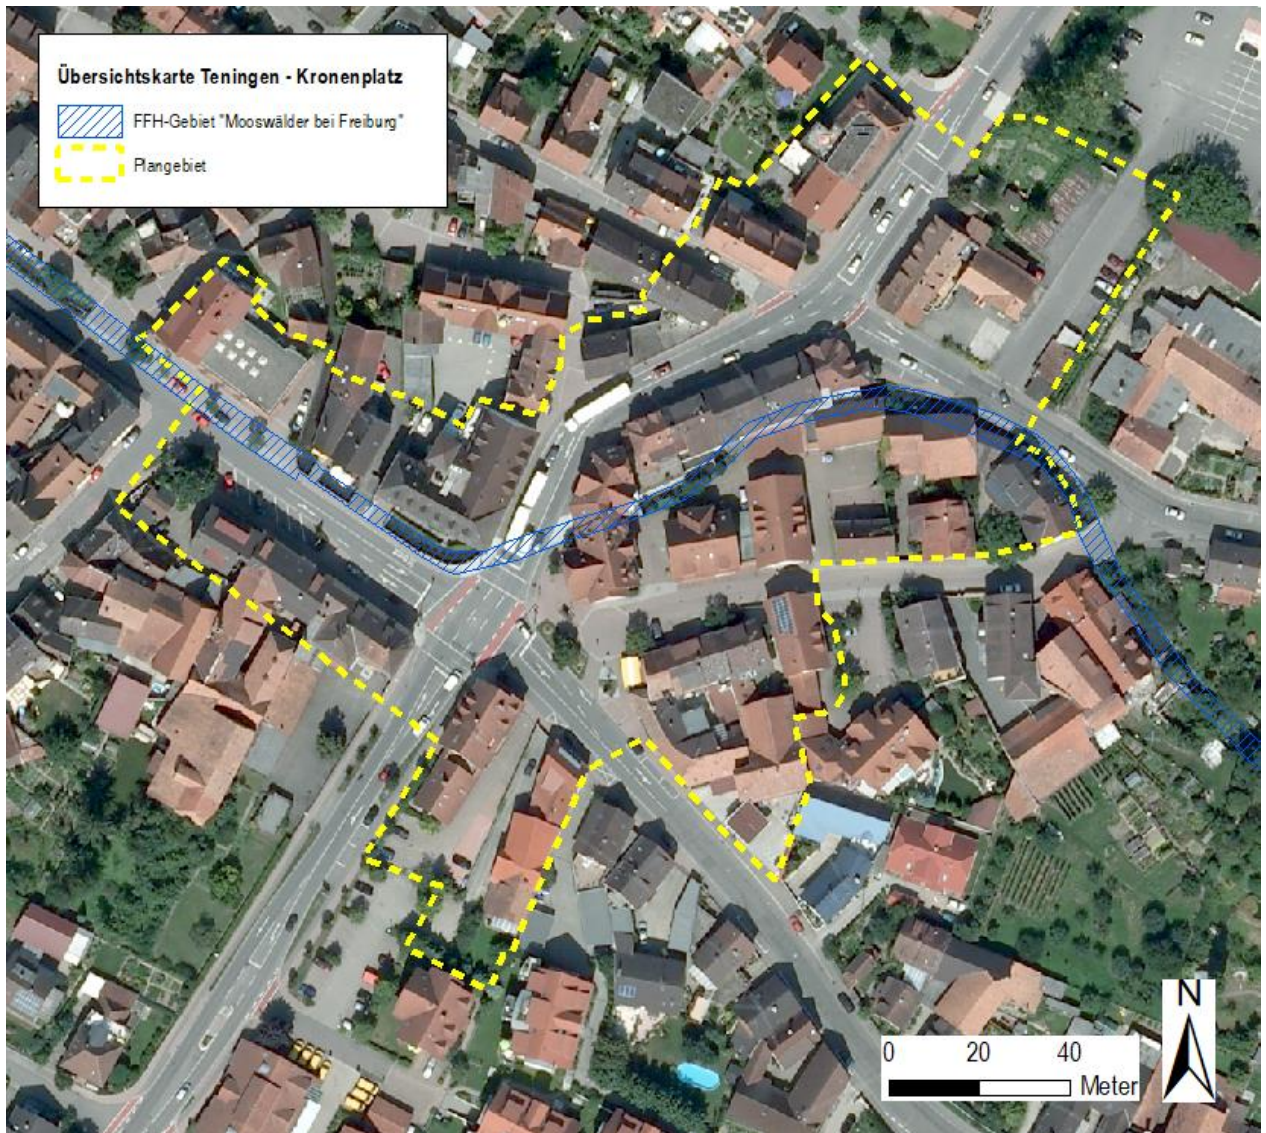 Übersichtskarte Teningen - Kronenplatz
FFH-Gebiet "Mooswälder bei Freiburg"
Plangebiet
N
0 20 40
Meter